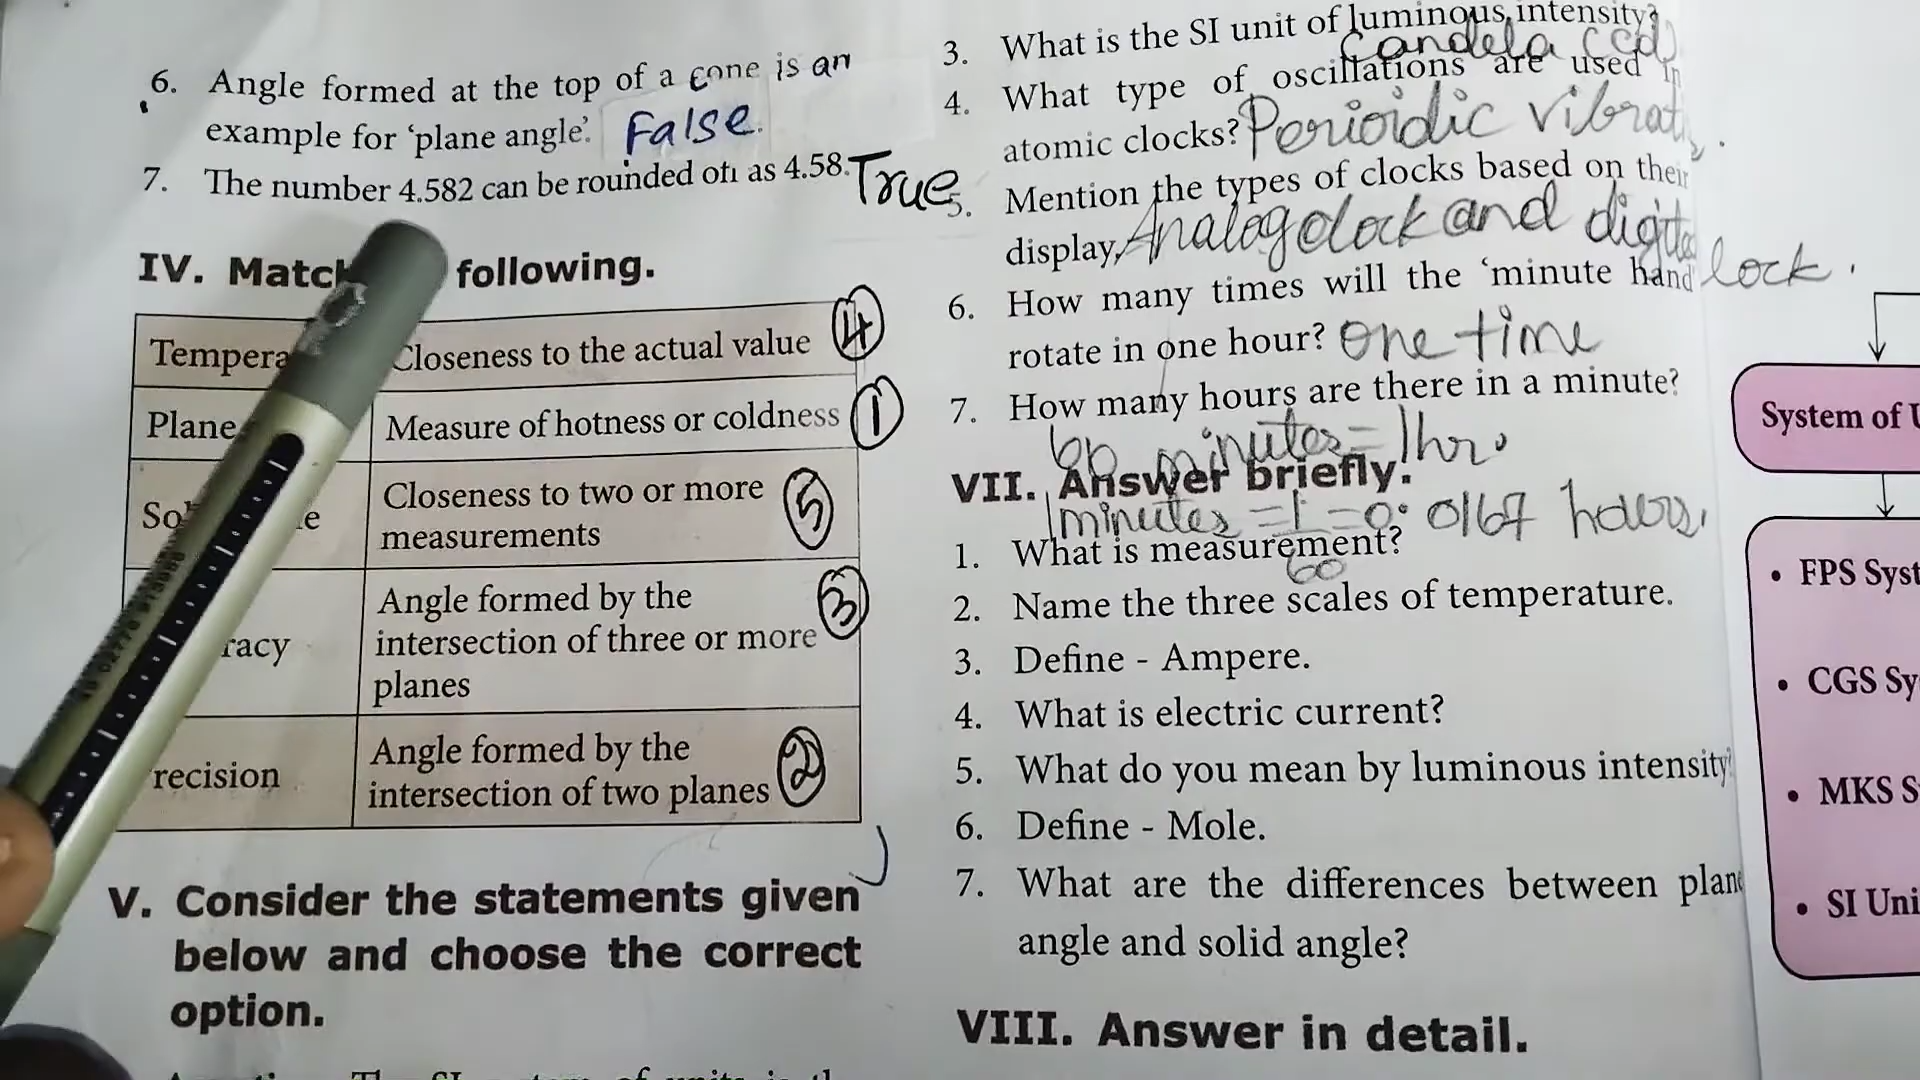 6. Angle formed at the top of a cone is an
example for 'plane angle'. False.
7. The number 4.582 can be rounded off as 4.58. True
IV. Match following.
Tempera Closeness to the actual value 4
Plane Measure of hotness or coldness 1
So e Closeness to two or more
measurements 5
racy Angle formed by the
intersection of three or more
planes 3
recision Angle formed by the
intersection of two planes 2
V. Consider the statements given
below and choose the correct
option.
3. What is the SI unit of luminous intensity?
Candela (cd)
4. What type of oscillations are used in
atomic clocks? Perioidic vibrat
5. Mention the types of clocks based on their
display, Analog clock and digital
lock.
6. How many times will the 'minute hand'
rotate in one hour? One time
7. How many hours are there in a minute?
60 minutes = 1hr.
VII. Answer briefly.
1minutes = 1/60 = 0.0167 hours.
1. What is measurement?
2. Name the three scales of temperature.
3. Define - Ampere.
4. What is electric current?
5. What do you mean by luminous intensity
6. Define - Mole.
7. What are the differences between plane
angle and solid angle?
VIII. Answer in detail.
System of U
• FPS Syst
• CGS Sy
• MKS S
• SI Uni